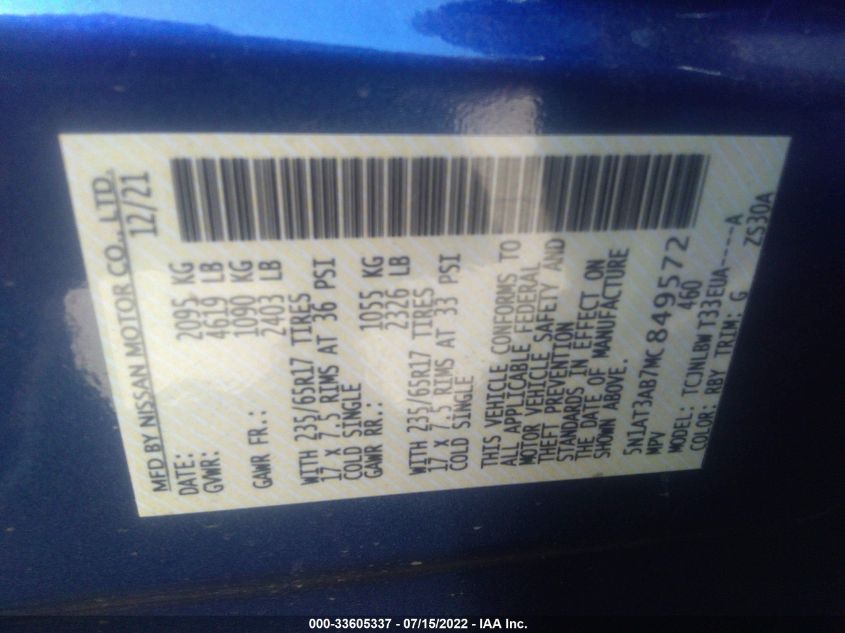 MFD BY NISSAN MOTOR CO., LTD.
DATE: 12/21
GVWR: 2095 KG
4619 LB
GAWR FR.: 1090 KG
2403 LB
WITH 235/65R17 TIRES
17 X 7.5 RIMS AT 36 PSI
COLD SINGLE
GAWR RR.: 1055 KG
2326 LB
WITH 235/65R17 TIRES
17 X 7.5 RIMS AT 33 PSI
COLD SINGLE
THIS VEHICLE CONFORMS TO
ALL APPLICABLE FEDERAL
MOTOR VEHICLE SAFETY AND
THEFT PREVENTION
STANDARDS IN EFFECT ON
THE DATE OF MANUFACTURE
SHOWN ABOVE.
5N1AT3AB7MC849572
MPV 460
MODEL: TCJNLBW T33EUA-----A
COLOR: RBY TRIM: G ZS30A
000-33605337 - 07/15/2022 - IAA Inc.